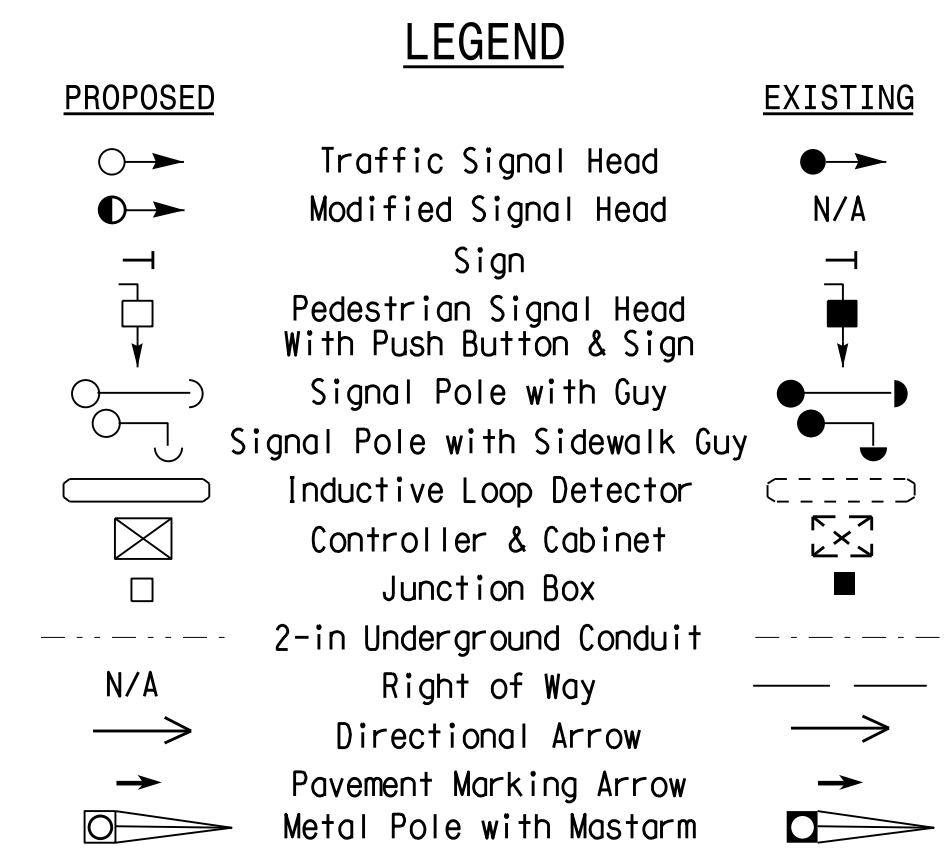 LEGEND
PROPOSED EXISTING
Traffic Signal Head
Modified Signal Head N/A
Sign
Pedestrian Signal Head
With Push Button & Sign
Signal Pole with Guy
Signal Pole with Sidewalk Guy
Inductive Loop Detector
Controller & Cabinet
Junction Box
2-in Underground Conduit
N/A Right of Way
Directional Arrow
Pavement Marking Arrow
Metal Pole with Mastarm